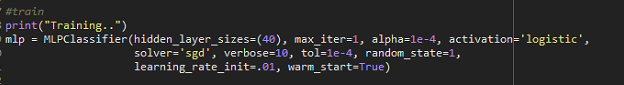 #train
print("Training..")
mlp = MLPClassifier(hidden_layer_sizes=(40), max_iter=1, alpha=1e-4, activation='logistic',
solver='sgd', verbose=10, tol=1e-4, random_state=1,
learning_rate_init=.01, warm_start=True)